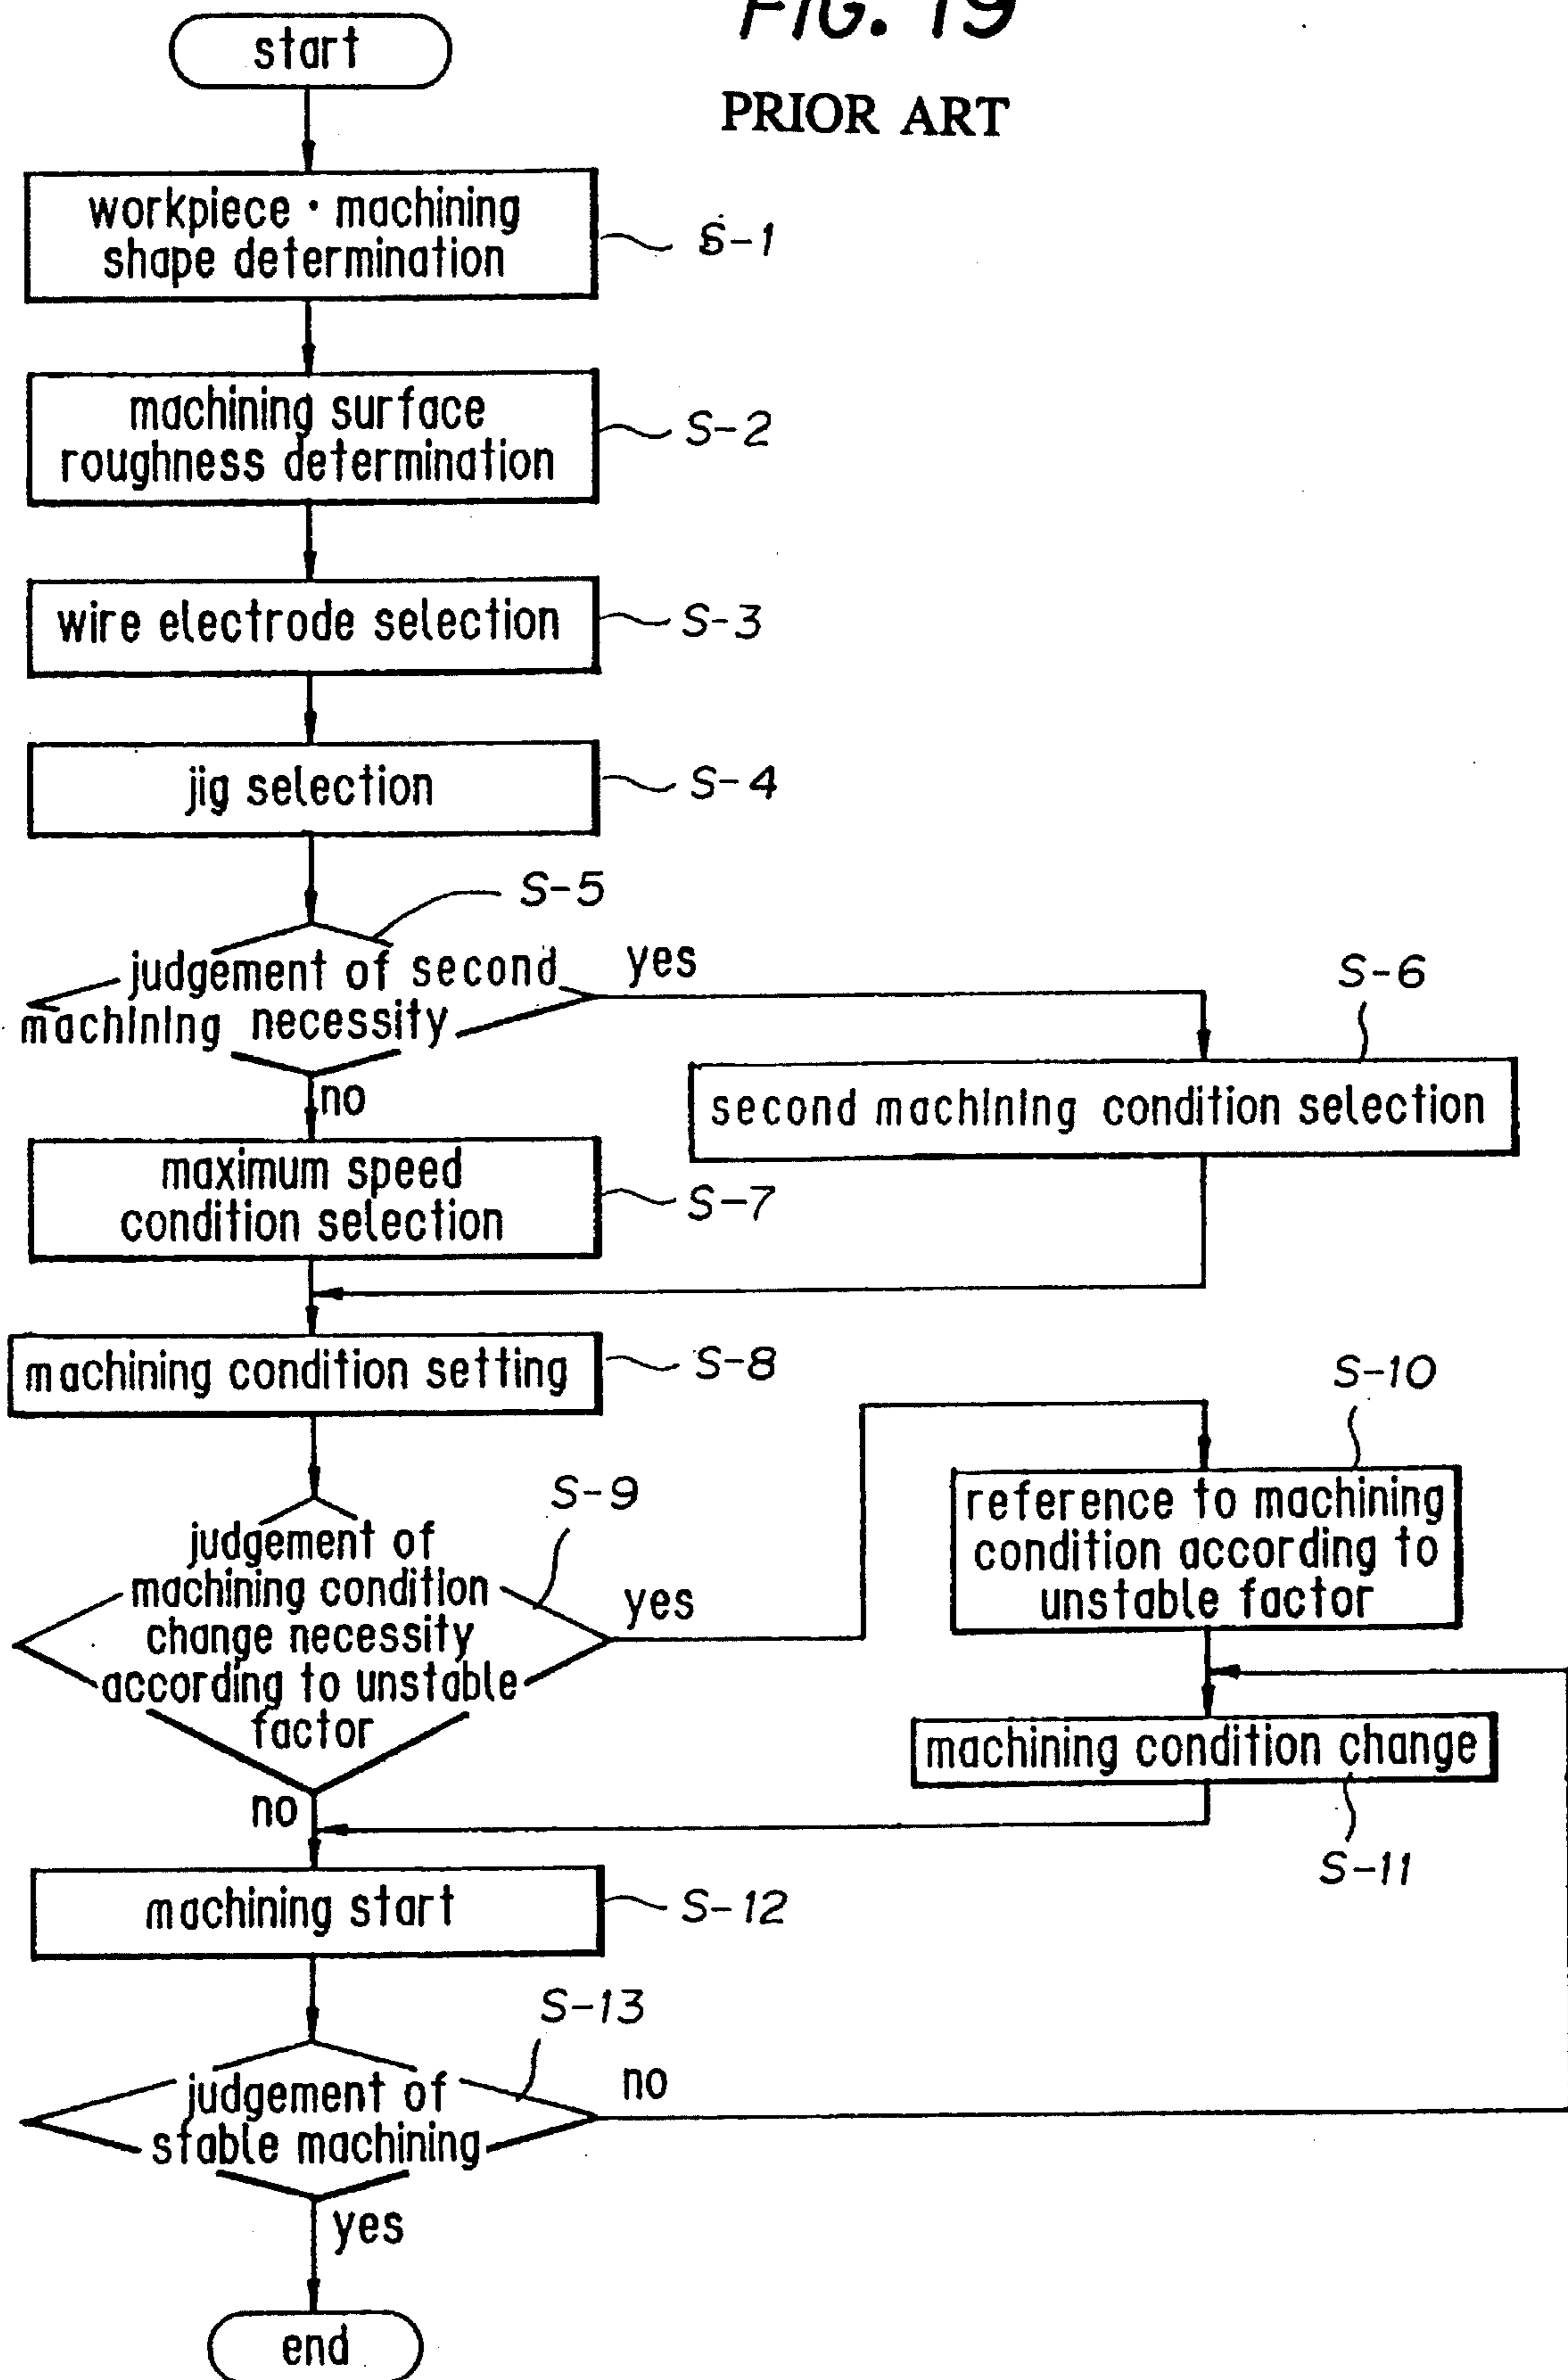 FIG. 19
PRIOR ART
start
workpiece · machining
shape determination
S-1
machining surface
roughness determination
S-2
wire electrode selection
S-3
jig selection
S-4
S-5
judgement of second
machining necessity
yes
no
S-6
second machining condition selection
maximum speed
condition selection
S-7
machining condition setting
S-8
S-9
judgement of
machining condition
change necessity
according to unstable
factor
yes
no
S-10
reference to machining
condition according to
unstable factor
machining condition change
S-11
machining start
S-12
S-13
judgement of
stable machining
no
yes
end